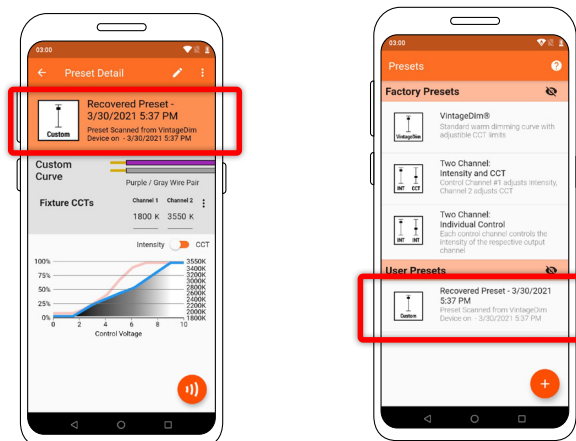 03:00
Preset Detail
Custom
Recovered Preset -
3/30/2021 5:37 PM
Preset Scanned from VintageDim
Device on - 3/30/2021 5:37 PM
Custom
Curve
Purple / Gray Wire Pair
Fixture CCTs
Channel 1 Channel 2
1800 K 3550 K
Intensity CCT
100%
75%
50%
25%
0%
3550K
3400K
3200K
3000K
2800K
2600K
2400K
2200K
2000K
1800K
0 2 4 6 8 10
Control Voltage
03:00
Presets
Factory Presets
VintageDim
VintageDim®
Standard warm dimming curve with
adjustible CCT limits
INT CCT
Two Channel:
Intensity and CCT
Control Channel #1 adjusts Intensity,
Channel 2 adjusts CCT
INT INT
Two Channel:
Individual Control
Each control channel controls the
intensity of the respective output
channel
User Presets
Custom
Recovered Preset - 3/30/2021
5:37 PM
Preset Scanned from VintageDim
Device on - 3/30/2021 5:37 PM